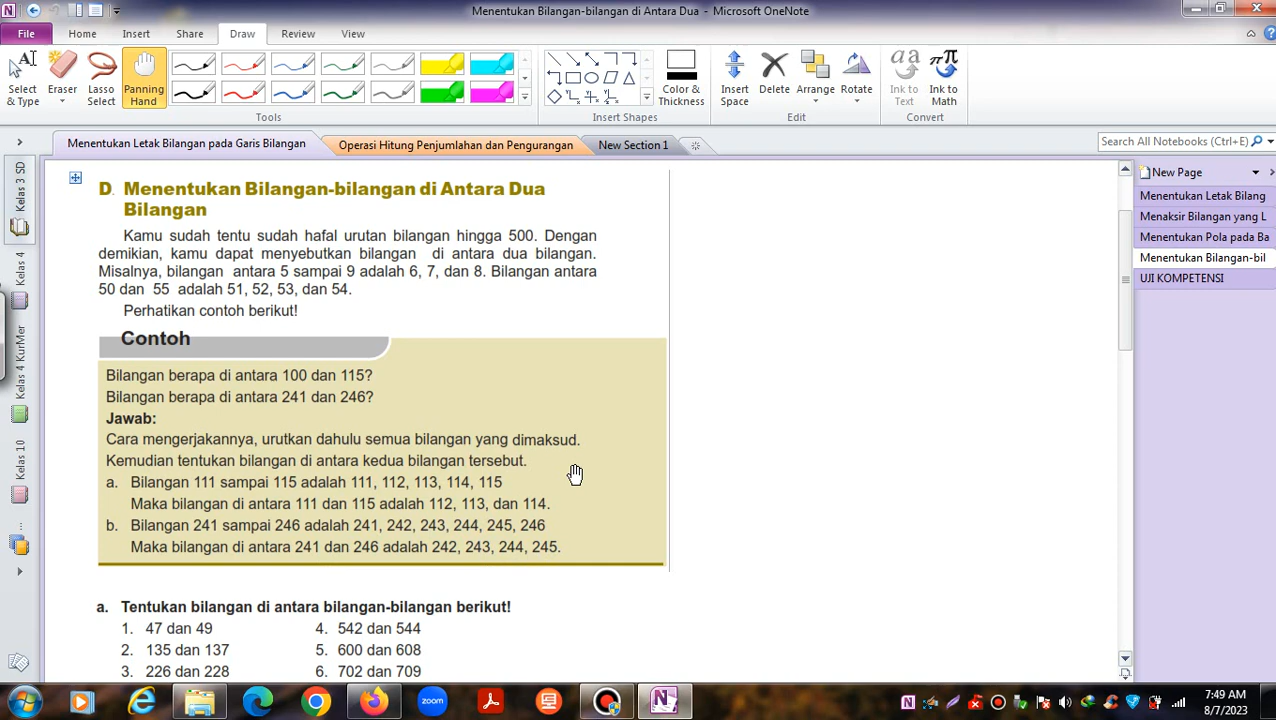 Menentukan Bilangan-bilangan di Antara Dua - Microsoft OneNote
File Home Insert Share Draw Review View
Select & Type
Eraser
Lasso Select
Panning Hand
Color & Thickness
Insert Space
Delete
Arrange
Rotate
Ink to Text
Ink to Math
Tools
Insert Shapes
Edit
Convert
Menentukan Letak Bilangan pada Garis Bilangan
Operasi Hitung Penjumlahan dan Pengurangan
New Section 1
Search All Notebooks (Ctrl+E)
Kelas 3 SD
Kelas 4
Kelas 4 KurMer
Kelas 10
New Page
Menentukan Letak Bilang
Menaksir Bilangan yang L
Menentukan Pola pada Ba
Menentukan Bilangan-bil
UJI KOMPETENSI
D. Menentukan Bilangan-bilangan di Antara Dua
Bilangan
Kamu sudah tentu sudah hafal urutan bilangan hingga 500. Dengan
demikian, kamu dapat menyebutkan bilangan di antara dua bilangan.
Misalnya, bilangan antara 5 sampai 9 adalah 6, 7, dan 8. Bilangan antara
50 dan 55 adalah 51, 52, 53, dan 54.
Perhatikan contoh berikut!
Contoh
Bilangan berapa di antara 100 dan 115?
Bilangan berapa di antara 241 dan 246?
Jawab:
Cara mengerjakannya, urutkan dahulu semua bilangan yang dimaksud.
Kemudian tentukan bilangan di antara kedua bilangan tersebut.
a. Bilangan 111 sampai 115 adalah 111, 112, 113, 114, 115
Maka bilangan di antara 111 dan 115 adalah 112, 113, dan 114.
b. Bilangan 241 sampai 246 adalah 241, 242, 243, 244, 245, 246
Maka bilangan di antara 241 dan 246 adalah 242, 243, 244, 245.
a. Tentukan bilangan di antara bilangan-bilangan berikut!
1. 47 dan 49 4. 542 dan 544
2. 135 dan 137 5. 600 dan 608
3. 226 dan 228 6. 702 dan 709
zoom
7:49 AM
8/7/2023